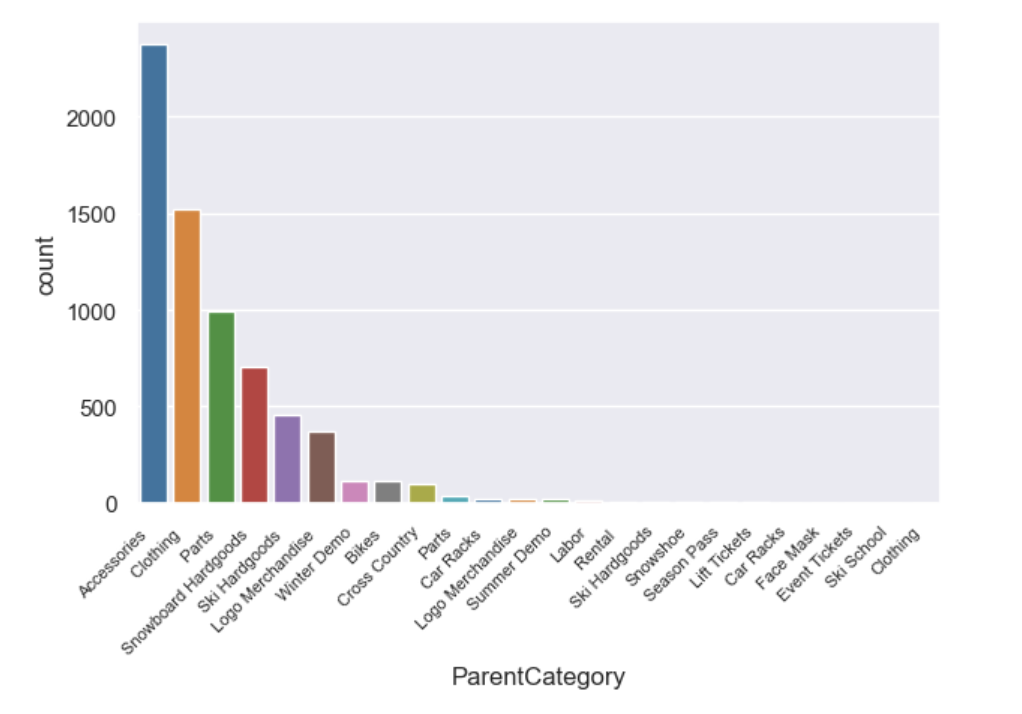 2000
1500
1000
500
0
count
Accessories
Clothing
Parts
Snowboard Hardgoods
Ski Hardgoods
Logo Merchandise
Winter Demo
Bikes
Cross Country
Parts
Car Racks
Logo Merchandise
Summer Demo
Labor
Rental
Ski Hardgoods
Snowshoe
Season Pass
Lift Tickets
Car Racks
Face Mask
Event Tickets
Ski School
Clothing
ParentCategory